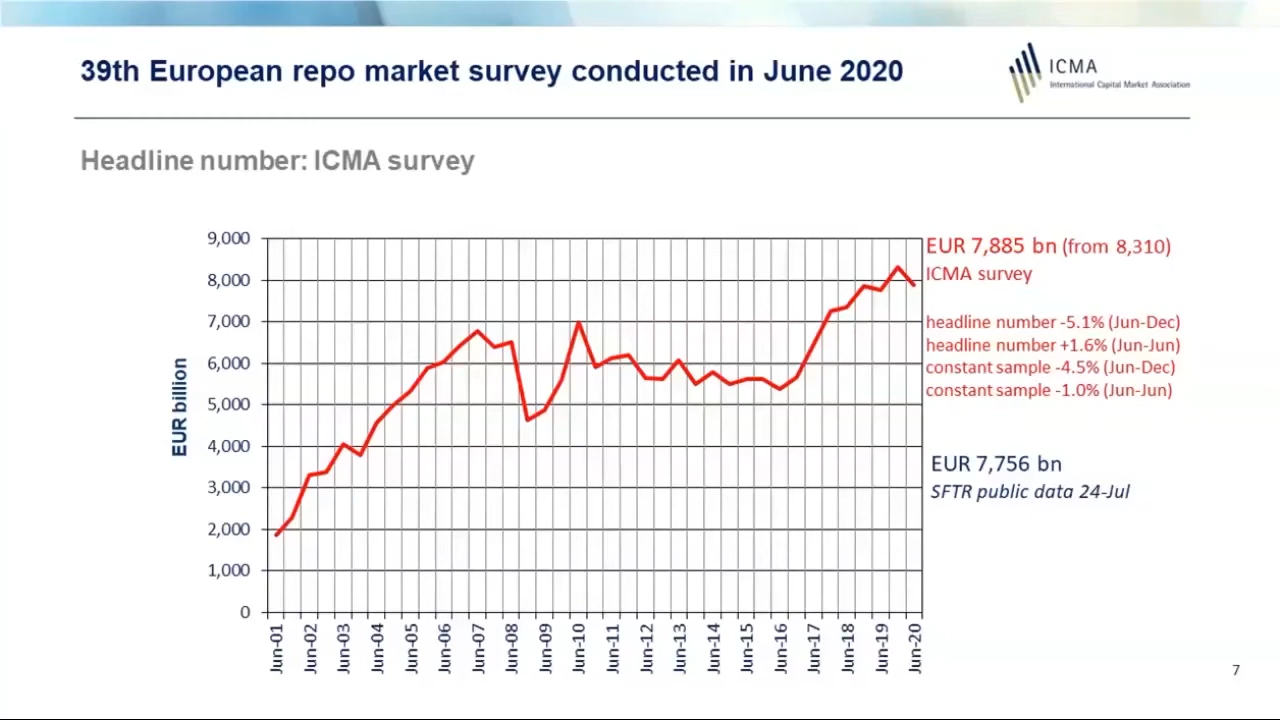 39th European repo market survey conducted in June 2020
ICMA
International Capital Market Association
Headline number: ICMA survey
EUR billion
9,000
8,000
7,000
6,000
5,000
4,000
3,000
2,000
1,000
0
Jun-01
Jun-02
Jun-03
Jun-04
Jun-05
Jun-06
Jun-07
Jun-08
Jun-09
Jun-10
Jun-11
Jun-12
Jun-13
Jun-14
Jun-15
Jun-16
Jun-17
Jun-18
Jun-19
Jun-20
EUR 7,885 bn (from 8,310)
ICMA survey
headline number -5.1% (Jun-Dec)
headline number +1.6% (Jun-Jun)
constant sample -4.5% (Jun-Dec)
constant sample -1.0% (Jun-Jun)
EUR 7,756 bn
SFTR public data 24-Jul
7